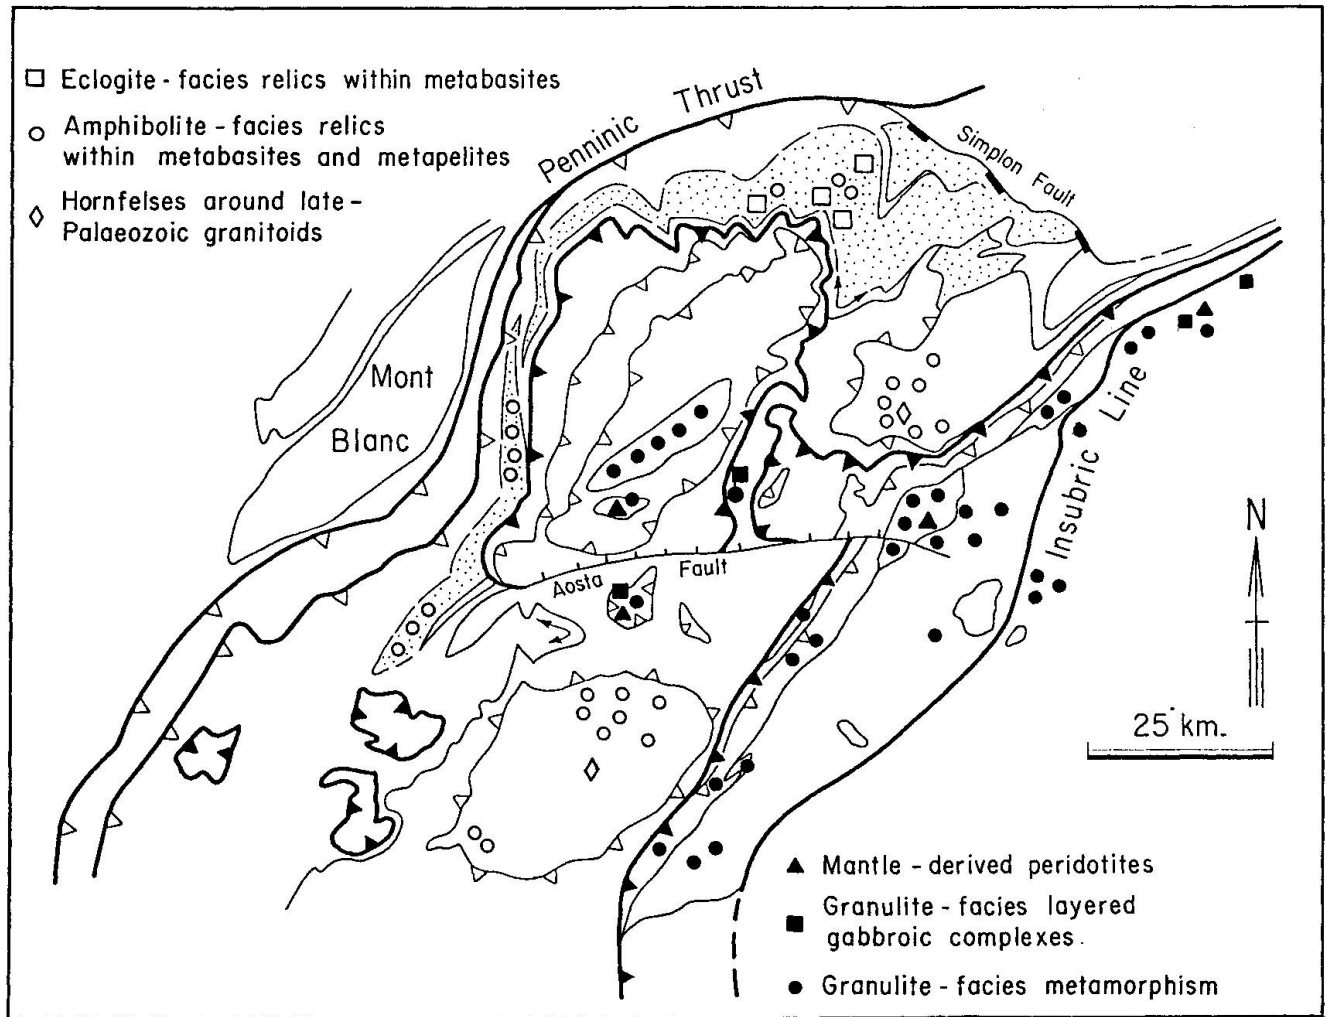 Eclogite - facies relics within metabasites
Amphibolite - facies relics
within metabasites and metapelites
Hornfelses around late -
Palaeozoic granitoids
Penninic Thrust
Simplon Fault
Mont
Blanc
Insubric Line
Aosta Fault
N
25 km.
Mantle - derived peridotites
Granulite - facies layered
gabbroic complexes.
Granulite - facies metamorphism